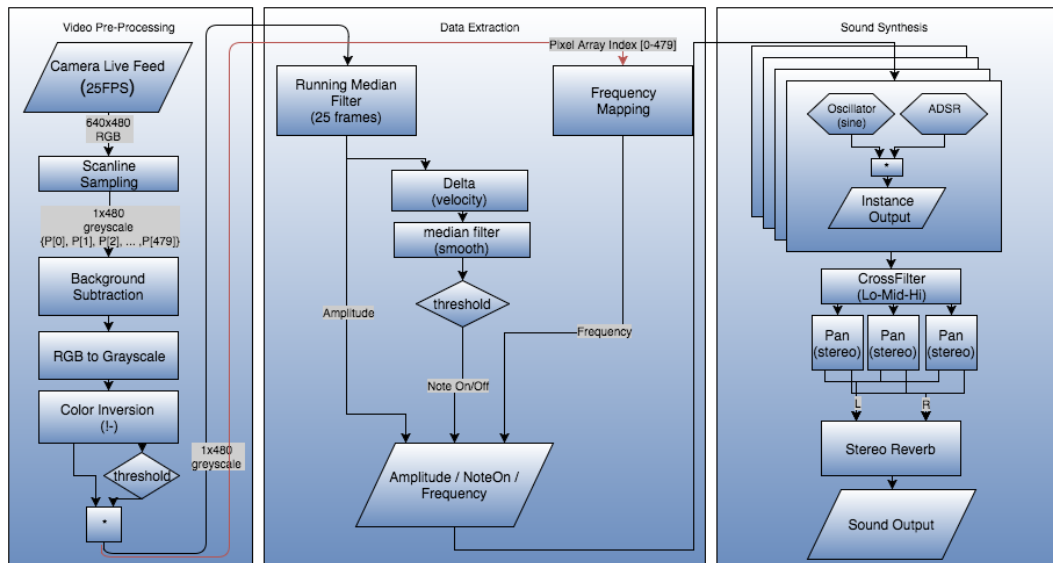 Video Pre-Processing
Camera Live Feed
(25FPS)
640x480
RGB
Scanline
Sampling
1x480
greyscale
{P[0], P[1], P[2], ... ,P[479]}
Background
Subtraction
RGB to Grayscale
Color Inversion
(!-)
threshold
*
1x480
greyscale
Data Extraction
Pixel Array Index [0-479]
Running Median
Filter
(25 frames)
Frequency
Mapping
Delta
(velocity)
median filter
(smooth)
threshold
Amplitude
Frequency
Note On/Off
Amplitude / NoteOn /
Frequency
Sound Synthesis
Oscillator
(sine)
ADSR
*
Instance
Output
CrossFilter
(Lo-Mid-Hi)
Pan
(stereo)
Pan
(stereo)
Pan
(stereo)
L
R
Stereo Reverb
Sound Output